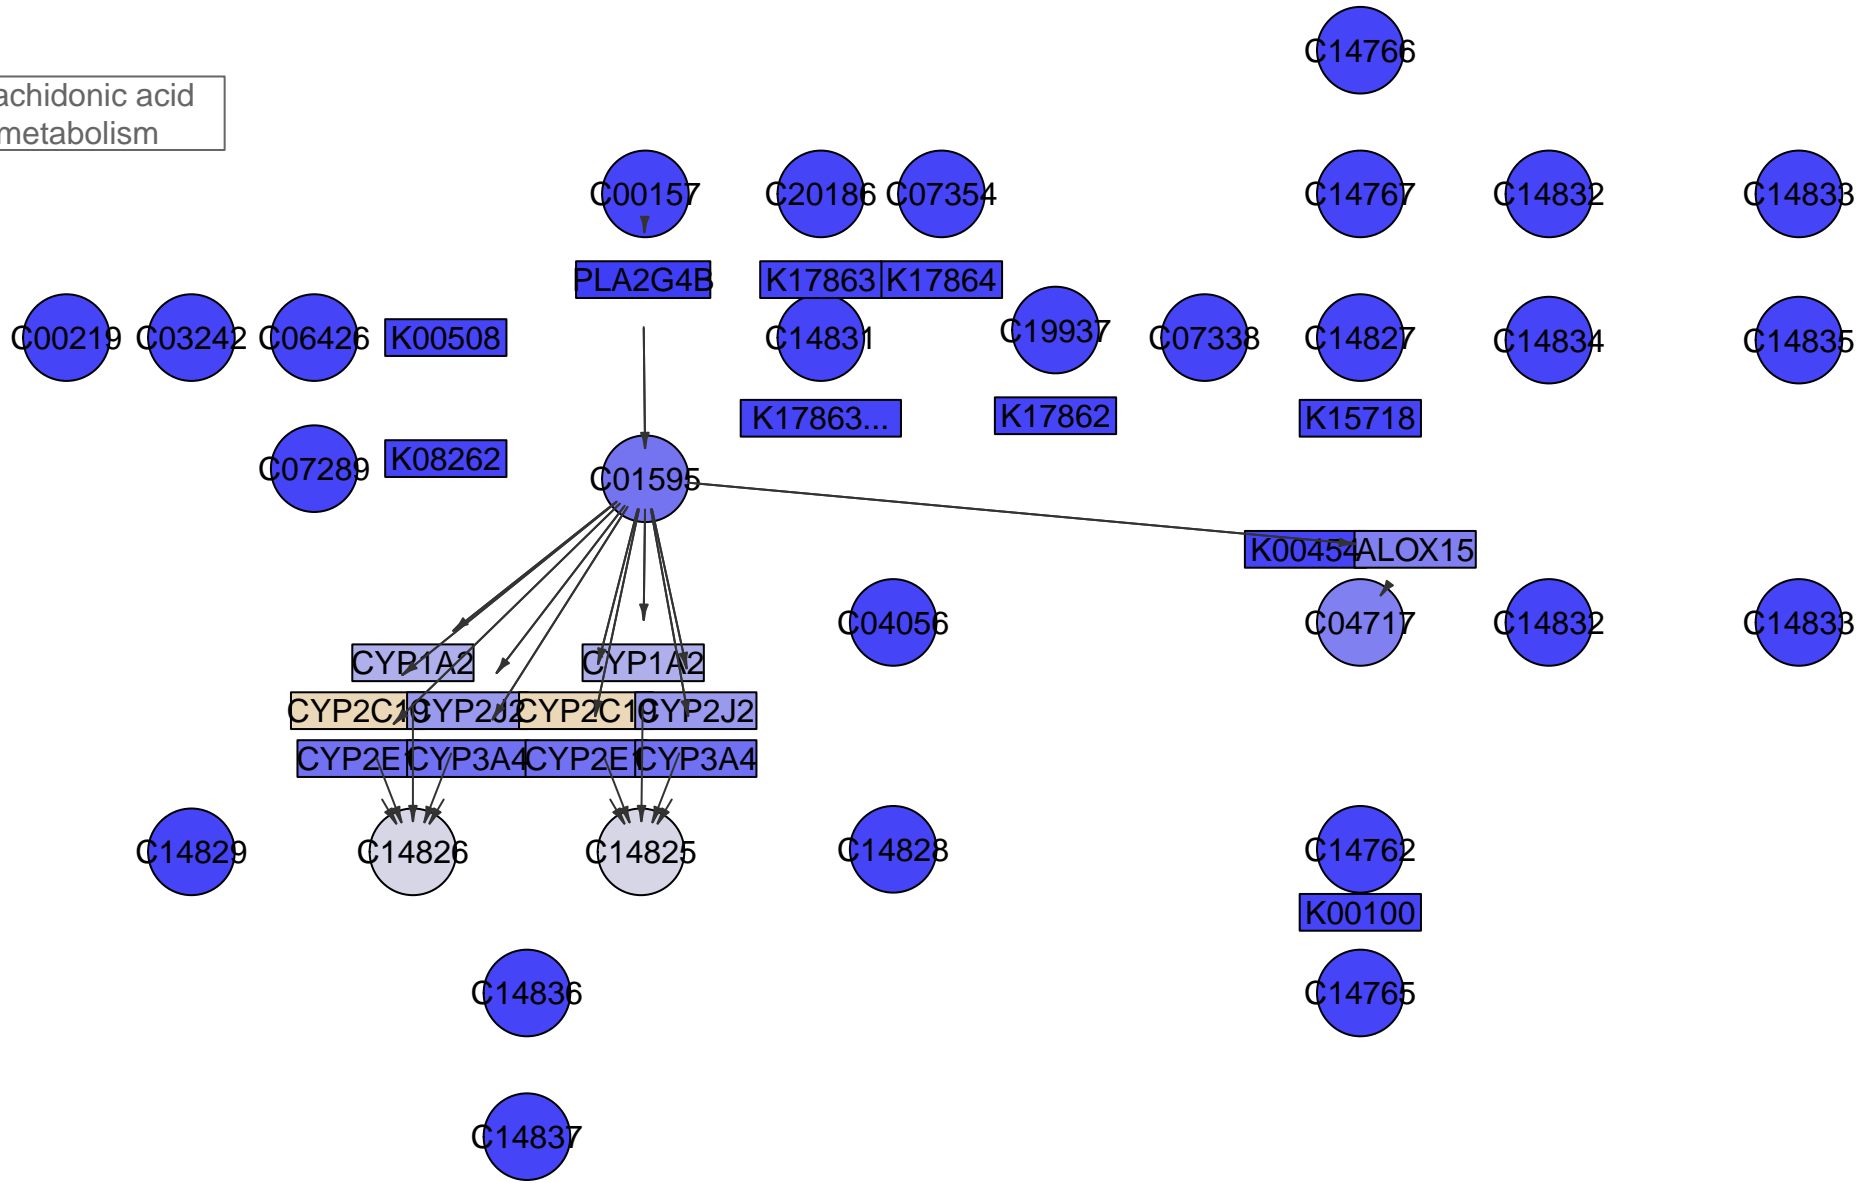 C14766
achidonic acid
metabolism
C00157
C20186
C07354
C14767
C14832
C14833
PLA2G4B
K17863
K17864
C00219
C03242
C06426
K00508
C14831
C19937
C07338
C14827
C14834
C14835
K17863...
K17862
K15718
C07289
K08262
C01595
K00454
ALOX15
C04056
C04717
C14832
C14833
CYP1A2
CYP1A2
CYP2C19
CYP2J2
CYP2C19
CYP2J2
CYP2E1
CYP3A4
CYP2E1
CYP3A4
C14829
C14826
C14825
C14828
C14762
K00100
C14836
C14765
C14837